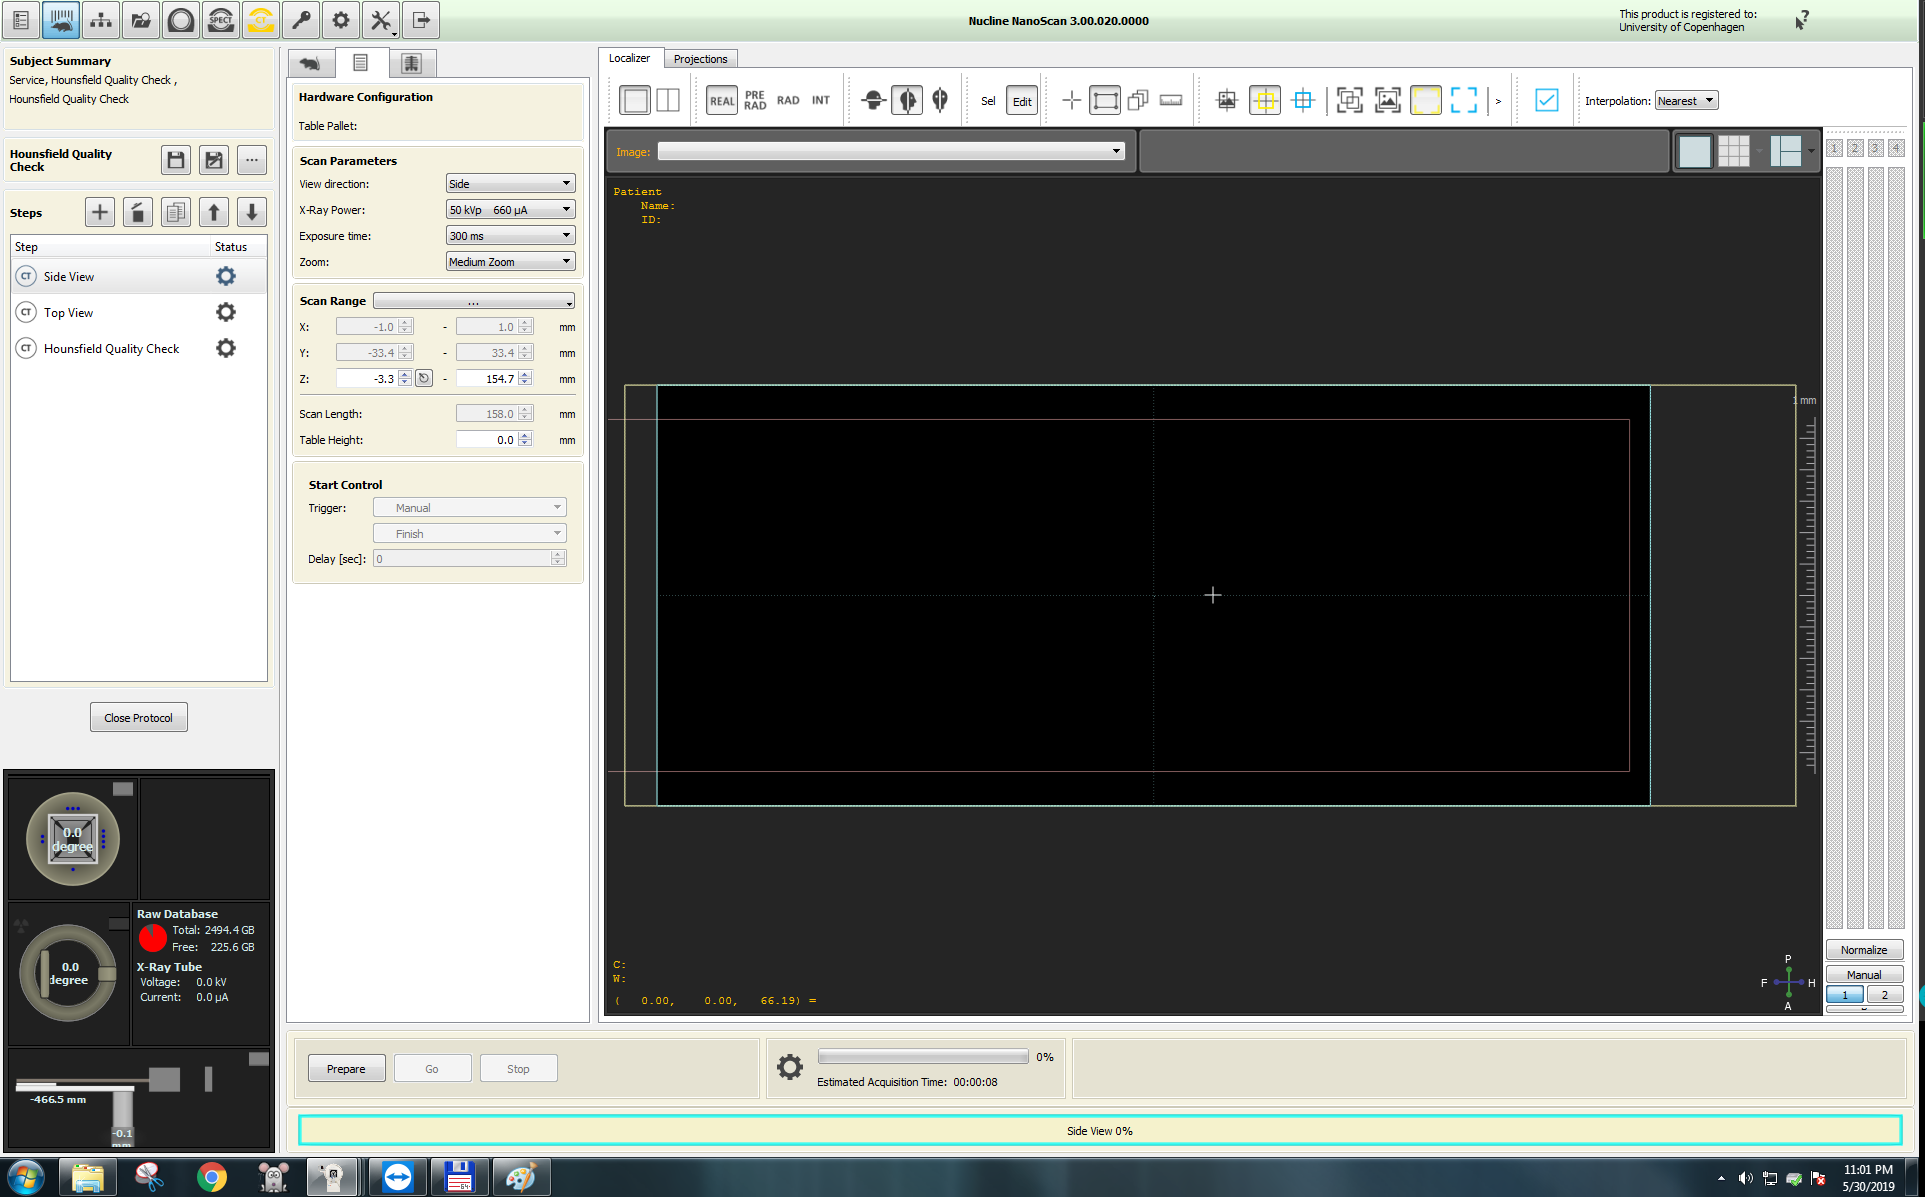 Nucline NanoScan 3.00.020.0000
This product is registered to:
University of Copenhagen
SPECT
CT
Subject Summary
Service, Hounsfield Quality Check ,
Hounsfield Quality Check
Hounsfield Quality
Check
...
Steps
Step Status
CT Side View
CT Top View
CT Hounsfield Quality Check
Close Protocol
0.0
degree
0.0
degree
Raw Database
Total: 2494.4 GB
Free: 225.6 GB
X-Ray Tube
Voltage: 0.0 kV
Current: 0.0 µA
-466.5 mm
-0.1
mm
Hardware Configuration
Table Pallet:
Scan Parameters
View direction: Side
X-Ray Power: 50 kVp 660 µA
Exposure time: 300 ms
Zoom: Medium Zoom
Scan Range ...
X: -1.0 - 1.0 mm
Y: -33.4 - 33.4 mm
Z: -3.3 - 154.7 mm
Scan Length: 158.0 mm
Table Height: 0.0 mm
Start Control
Trigger: Manual
Finish
Delay [sec]: 0
Localizer Projections
REAL PRE RAD RAD INT Sel Edit > Interpolation: Nearest
Image:
1 2 3 4
Patient
Name:
ID:
1 mm
C:
W:
( 0.00, 0.00, 66.19) =
P
F H
A
Normalize
Manual
1 2
Prepare Go Stop
0%
Estimated Acquisition Time: 00:00:08
Side View 0%
64
11:01 PM
5/30/2019